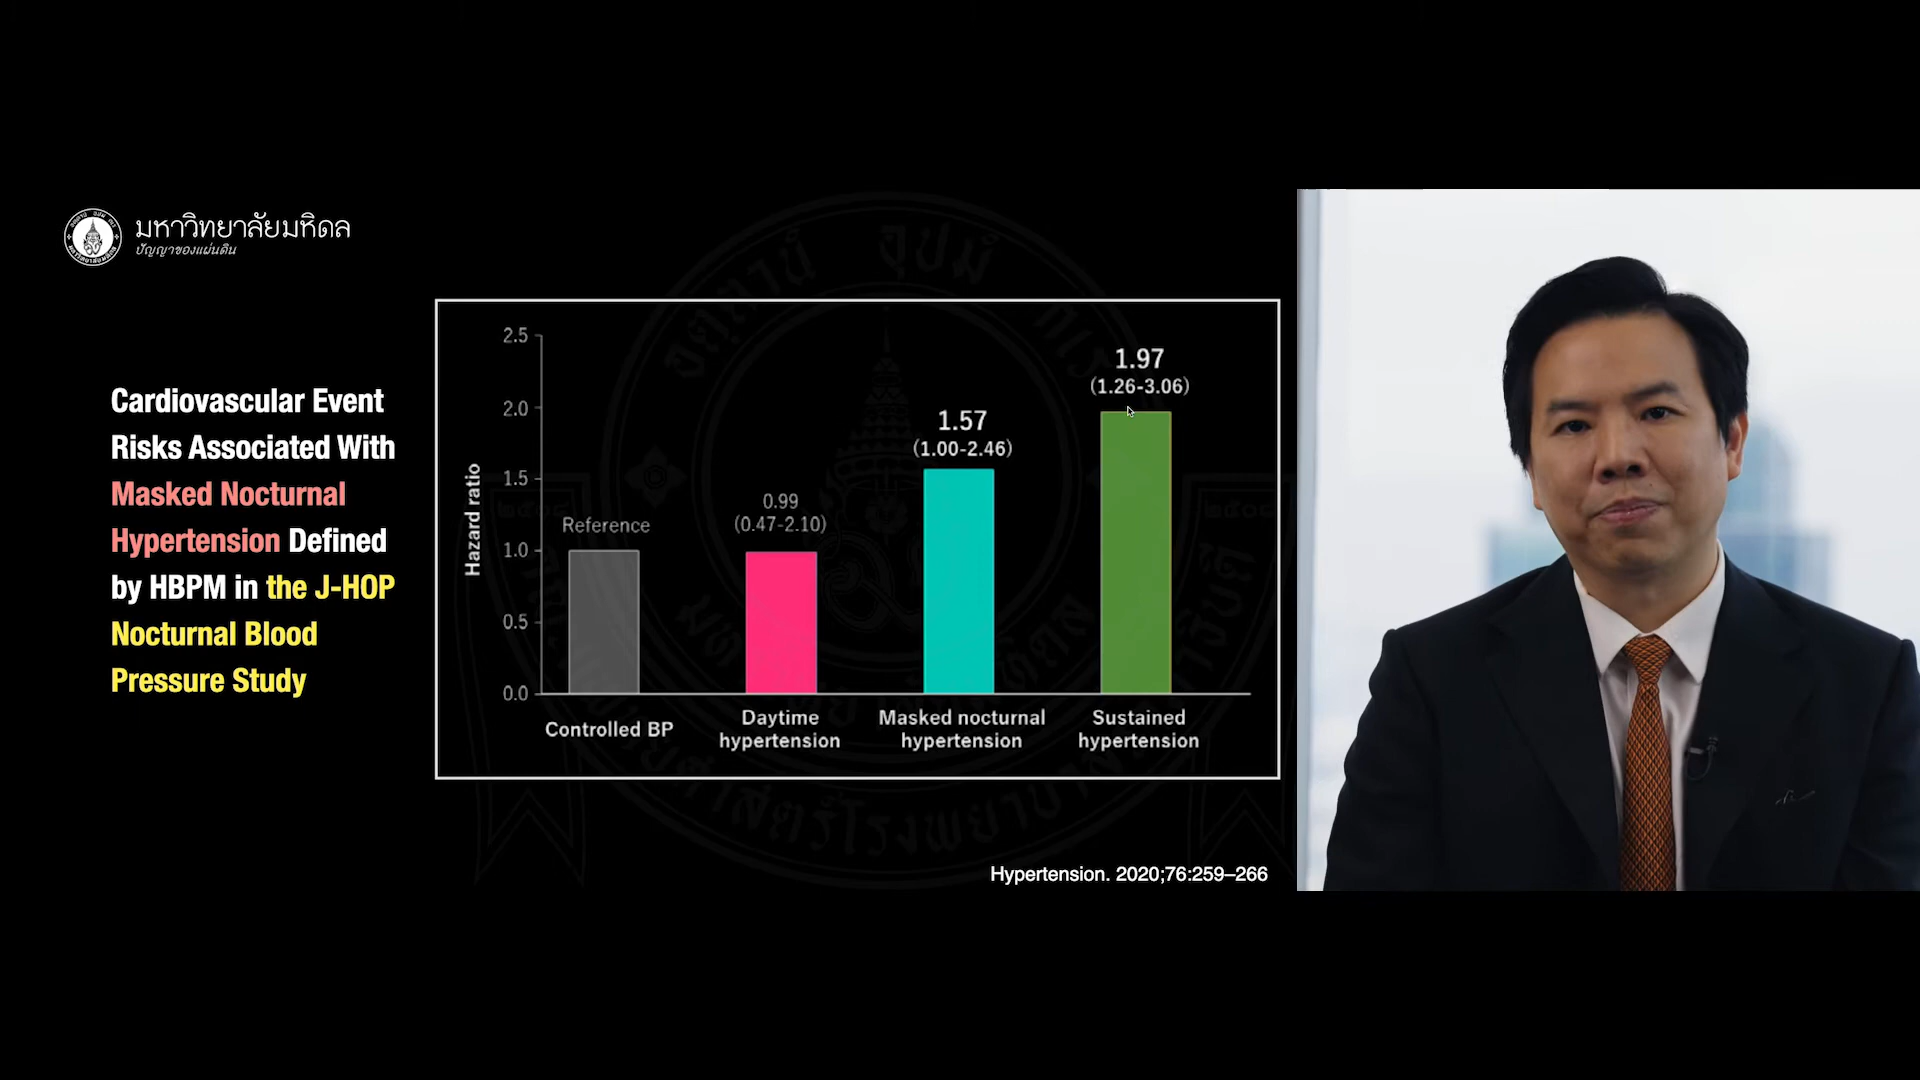 มหาวิทยาลัยมหิดล
ปัญญาของแผ่นดิน
Cardiovascular Event
Risks Associated With
Masked Nocturnal
Hypertension Defined
by HBPM in the J-HOP
Nocturnal Blood
Pressure Study
Hazard ratio
2.5
2.0
1.5
1.0
0.5
0.0
Reference
0.99
(0.47-2.10)
1.57
(1.00-2.46)
1.97
(1.26-3.06)
Controlled BP
Daytime
hypertension
Masked nocturnal
hypertension
Sustained
hypertension
Hypertension. 2020;76:259–266